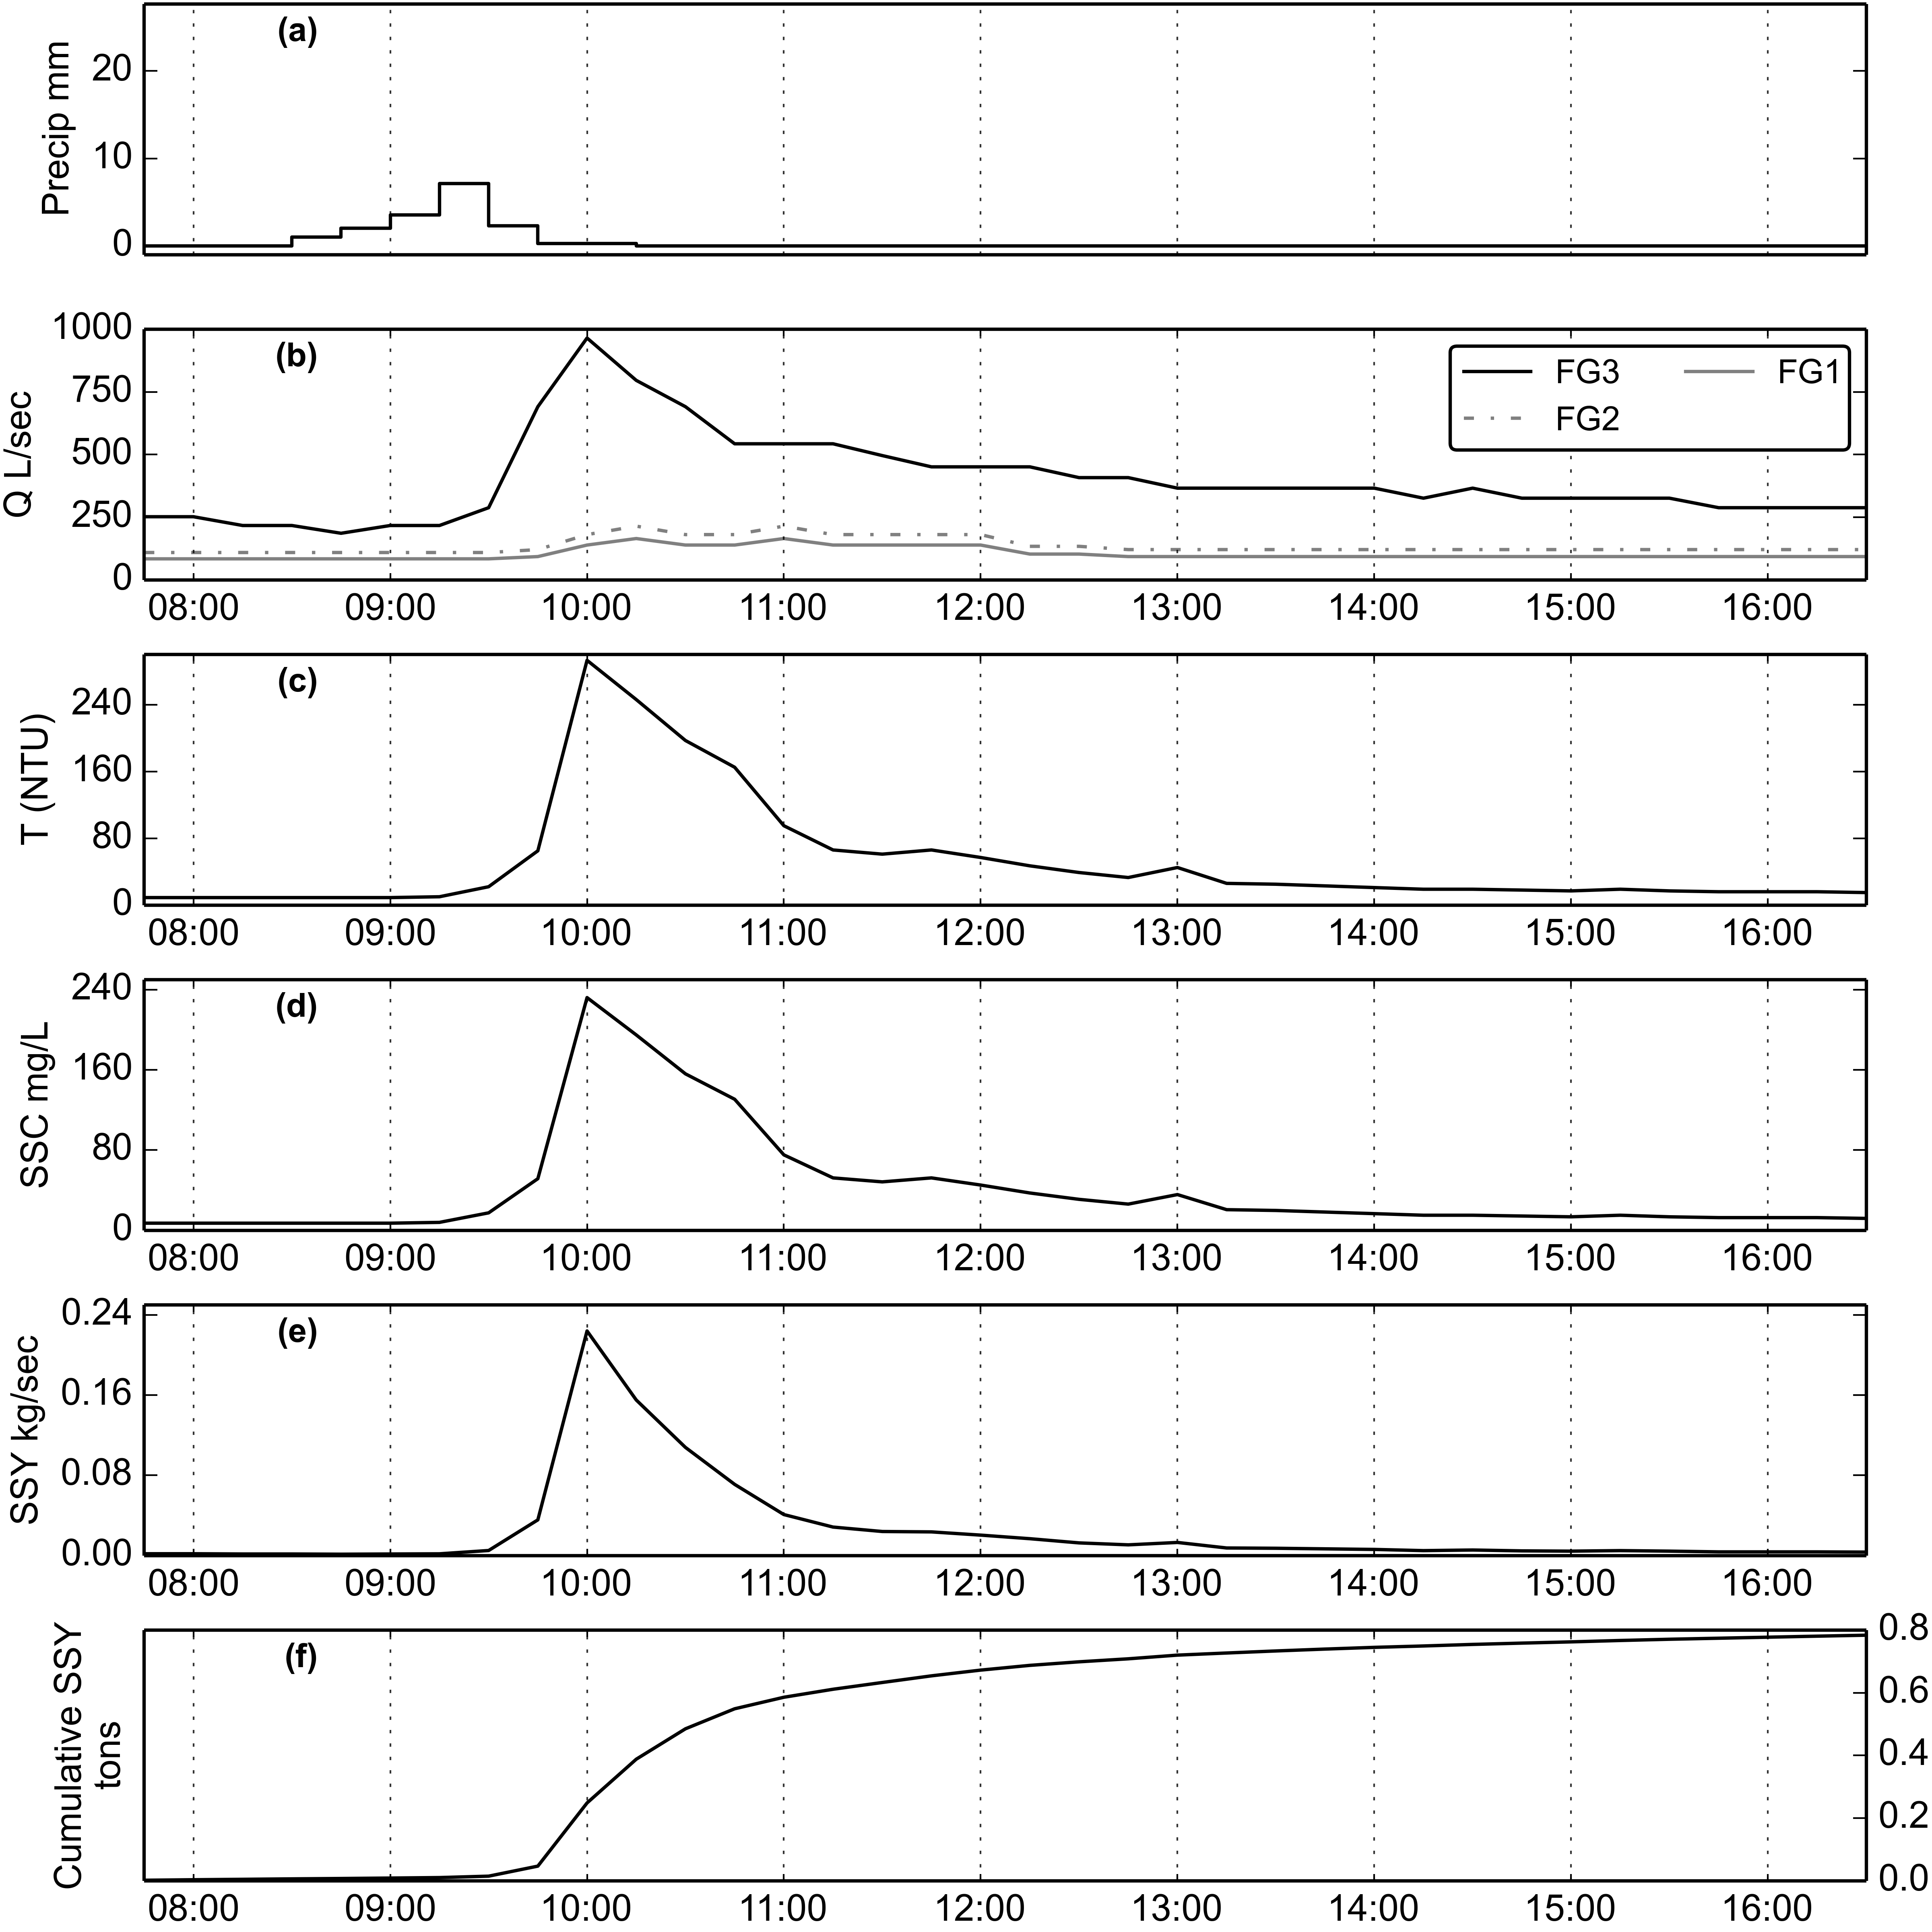 (a)
Precip mm
20
10
0
(b)
Q L/sec
1000
750
500
250
0
FG3 FG1
FG2
08:00 09:00 10:00 11:00 12:00 13:00 14:00 15:00 16:00
(c)
T (NTU)
240
160
80
0
08:00 09:00 10:00 11:00 12:00 13:00 14:00 15:00 16:00
(d)
SSC mg/L
240
160
80
0
08:00 09:00 10:00 11:00 12:00 13:00 14:00 15:00 16:00
(e)
SSY kg/sec
0.24
0.16
0.08
0.00
08:00 09:00 10:00 11:00 12:00 13:00 14:00 15:00 16:00
(f)
Cumulative SSY
tons
0.8
0.6
0.4
0.2
0.0
08:00 09:00 10:00 11:00 12:00 13:00 14:00 15:00 16:00